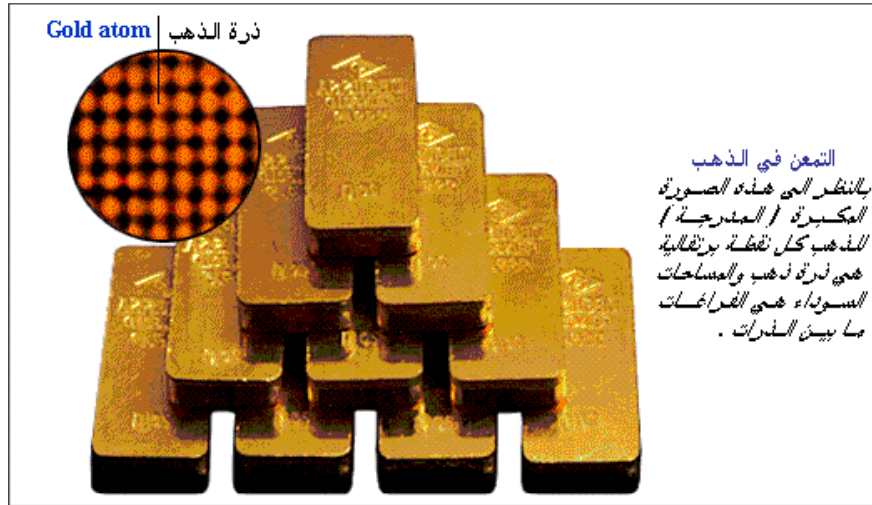 Gold atom | ذرة الذهب
التمعن في الذهب
بالنظر الى هذه الصورة
المكبرة ( المدرجة )
للذهب كل نقطة برتقالية
هي ذرة ذهب والمساحات
السوداء هي الفراغات
ما بين الذرات .